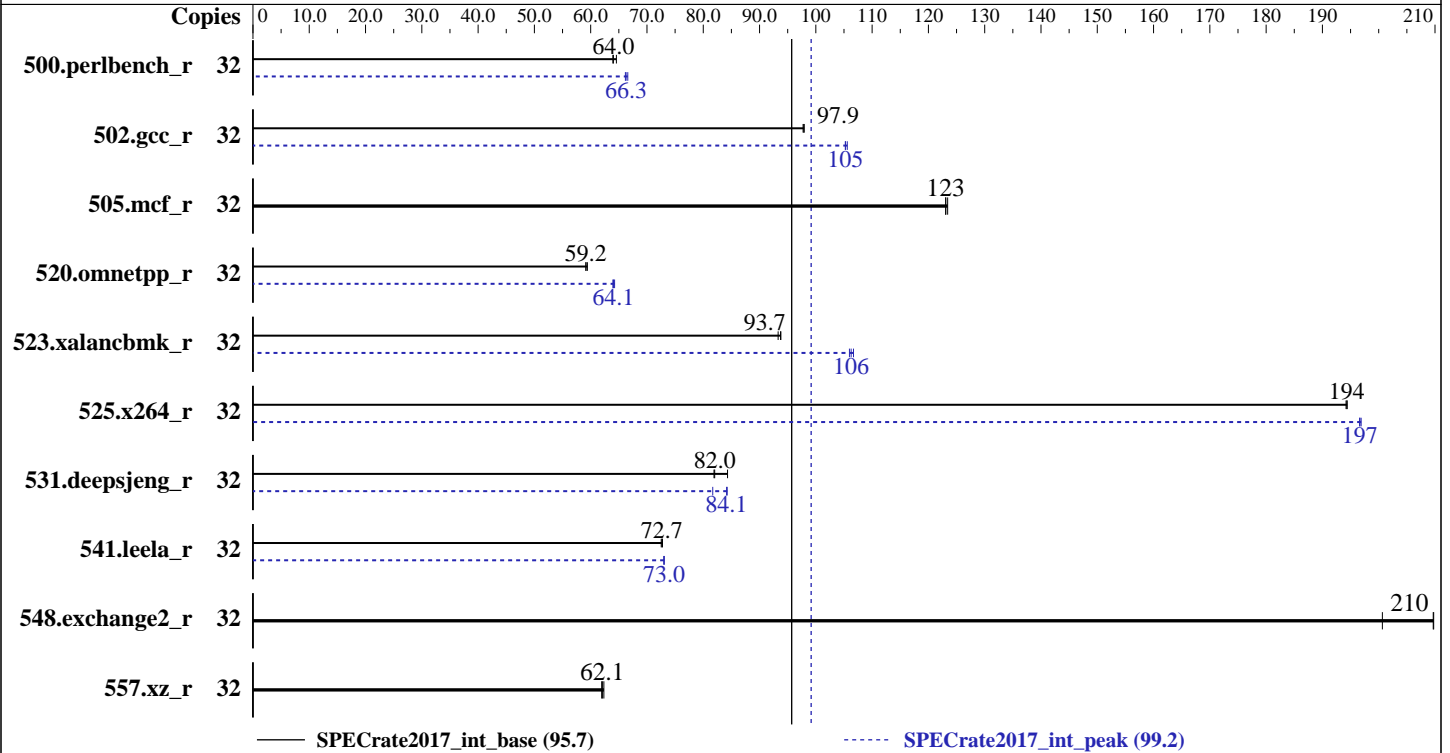 Copies 0 10.0 20.0 30.0 40.0 50.0 60.0 70.0 80.0 90.0 100 110 120 130 140 150 160 170 180 190 210
64.0
500.perlbench_r 32
66.3
97.9
502.gcc_r 32
105
123
505.mcf_r 32
59.2
520.omnetpp_r 32
64.1
93.7
523.xalancbmk_r 32
106
194
525.x264_r 32
197
82.0
531.deepsjeng_r 32
84.1
72.7
541.leela_r 32
73.0
210
548.exchange2_r 32
62.1
557.xz_r 32
SPECrate2017_int_base (95.7) SPECrate2017_int_peak (99.2)